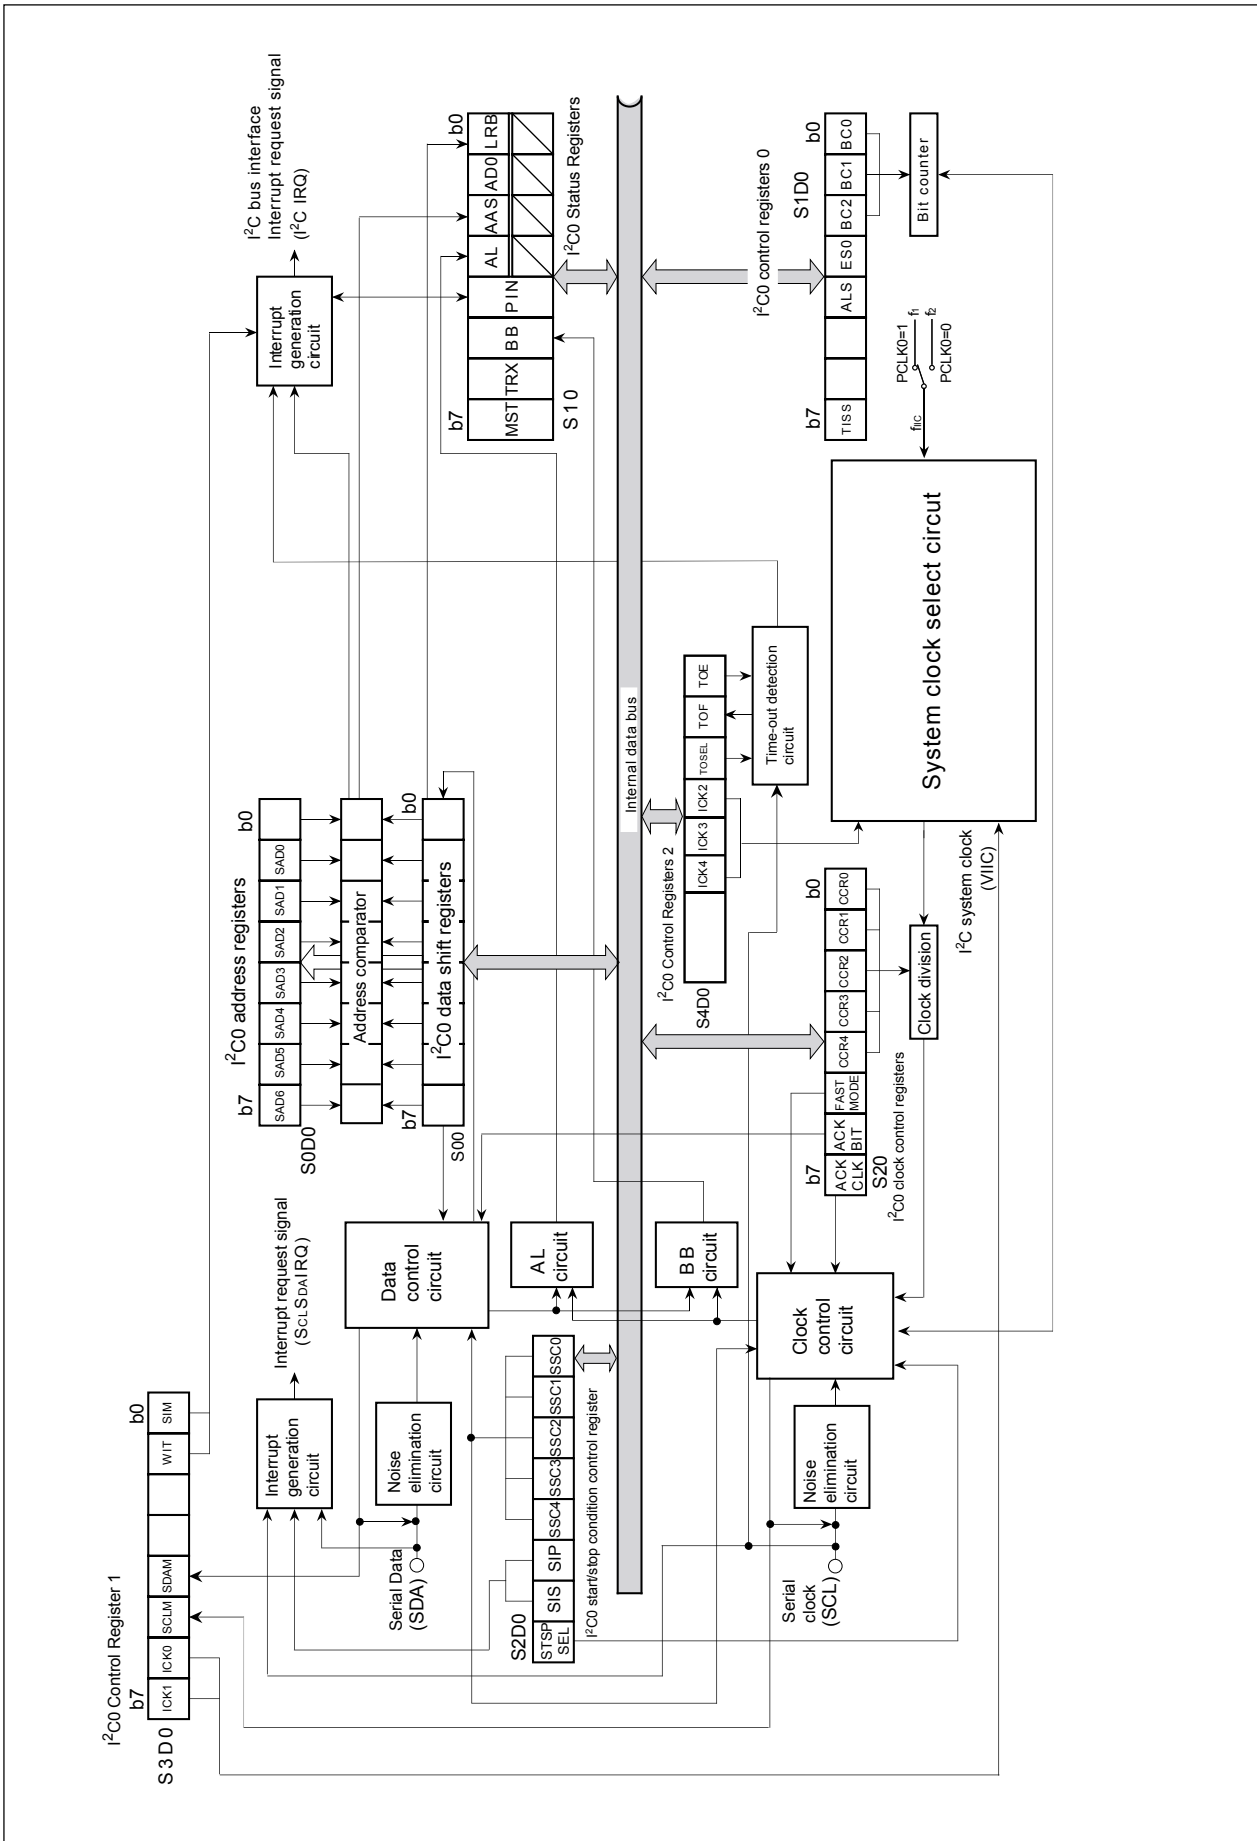 I²C0 Control Register 1
b7
b0
ICK1
ICK0
SCLM
SDAM
WIT
SIM
S3D0
Interrupt
generation
circuit
Interrupt request signal
(SCLSDAIRQ)
I²C0 address registers
b7
b0
SAD6
SAD5
SAD4
SAD3
SAD2
SAD1
SAD0
S0D0
Interrupt
generation
circuit
I²C bus interface
Interrupt request signal
(I²C IRQ)
Serial Data
(SDA)
Noise
elimination
circuit
Data
control
circuit
Address comparator
b7
b0
I²C0 data shift registers
S00
b7
b0
MST
TRX
BB
PIN
AL
AAS
AD0
LRB
S10
I²C0 Status Registers
AL
circuit
S2D0
STSP
SEL
SIS
SIP
SSC4
SSC3
SSC2
SSC1
SSC0
I²C0 start/stop condition control register
Internal data bus
BB
circuit
I²C0 Control Registers 2
S4D0
ICK4
ICK3
ICK2
TOSEL
TOF
TOE
Time-out detection
circuit
Serial
clock
(SCL)
Noise
elimination
circuit
Clock
control
circuit
b7
b0
ACK
CLK
ACK
BIT
FAST
MODE
CCR4
CCR3
CCR2
CCR1
CCR0
S20
I²C0 clock control registers
Clock division
I²C system clock
(VIIC)
System clock select circut
fIIC
PCLK0=1
f1
f2
PCLK0=0
I²C0 control registers 0
S1D0
b7
b0
TISS
ALS
ES0
BC2
BC1
BC0
Bit counter